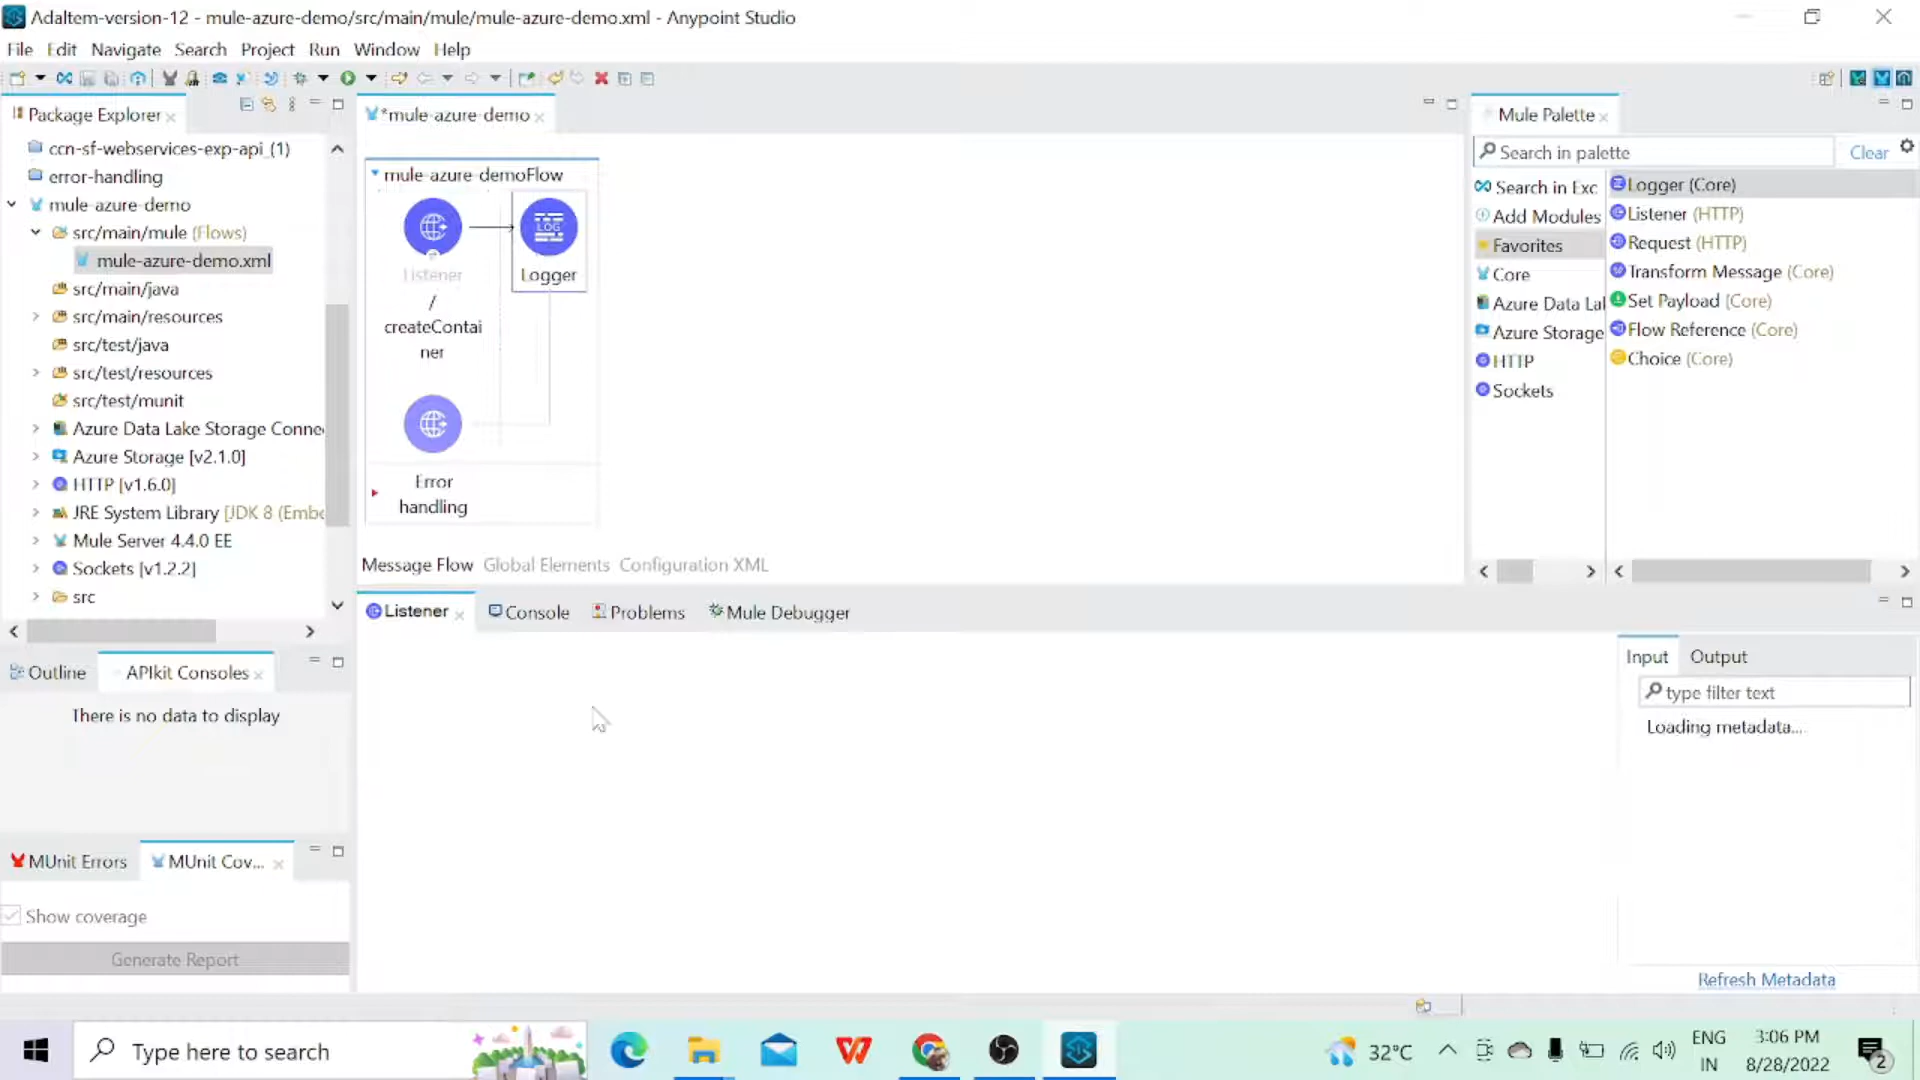 Adaltem-version-12 - mule-azure-demo/src/main/mule/mule-azure-demo.xml - Anypoint Studio
File Edit Navigate Search Project Run Window Help
Package Explorer
ccn-sf-webservices-exp-api_(1)
error-handling
mule-azure-demo
src/main/mule (Flows)
mule-azure-demo.xml
src/main/java
src/main/resources
src/test/java
src/test/resources
src/test/munit
Azure Data Lake Storage Conne
Azure Storage [v2.1.0]
HTTP [v1.6.0]
JRE System Library [JDK 8 (Embe
Mule Server 4.4.0 EE
Sockets [v1.2.2]
src
*mule-azure-demo
mule-azure-demoFlow
LOG
Listener
Logger
/
createContai
ner
Error
handling
Message Flow Global Elements Configuration XML
Mule Palette
Search in palette
Clear
Search in Exc
Add Modules
Favorites
Core
Azure Data Lal
Azure Storage
HTTP
Sockets
Logger (Core)
Listener (HTTP)
Request (HTTP)
Transform Message (Core)
Set Payload (Core)
Flow Reference (Core)
Choice (Core)
Listener Console Problems Mule Debugger
Input Output
type filter text
Loading metadata...
Refresh Metadata
Outline APIkit Consoles
There is no data to display
MUnit Errors MUnit Cov...
Show coverage
Generate Report
Type here to search
32°C
ENG
IN
3:06 PM
8/28/2022
2